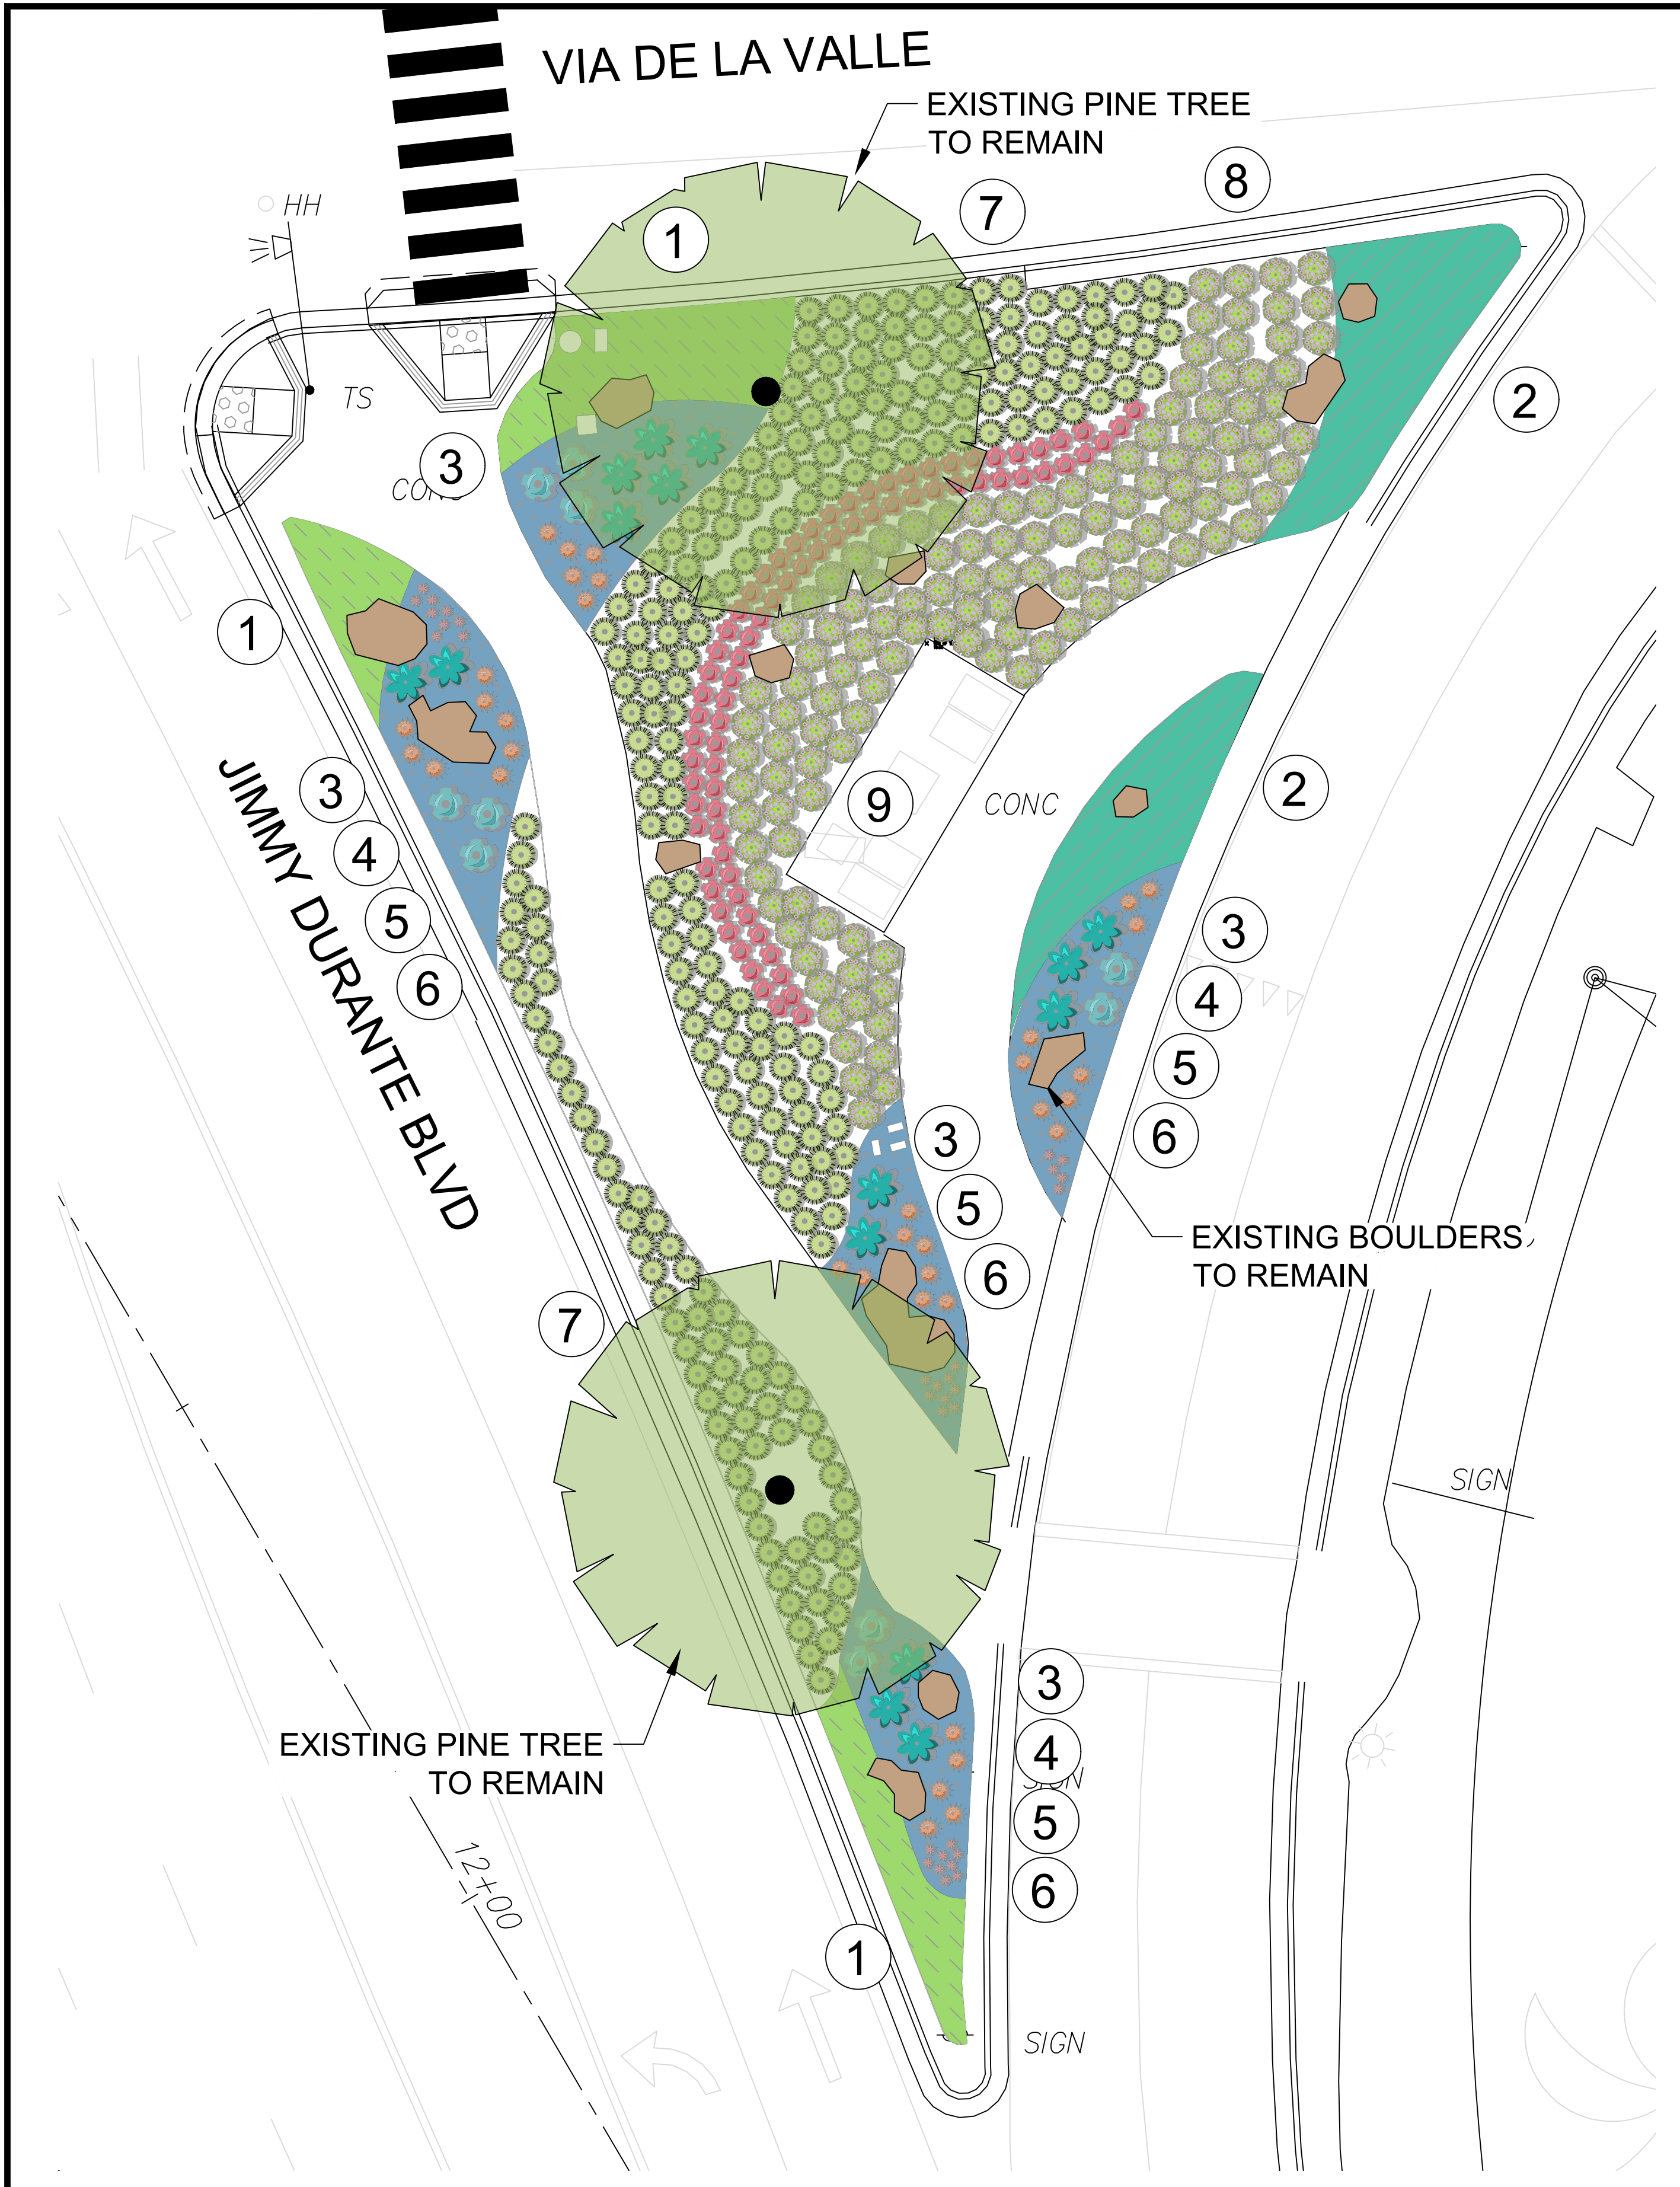 VIA DE LA VALLE
EXISTING PINE TREE
TO REMAIN
8
7
1
HH
TS
2
3
CONC
1
JIMMY DURANTE BLVD
3
4
5
6
9
CONC
2
3
4
5
6
3
5
6
EXISTING BOULDERS
TO REMAIN
7
SIGN
EXISTING PINE TREE
TO REMAIN
3
4
SIGN
5
6
12+00
1
SIGN